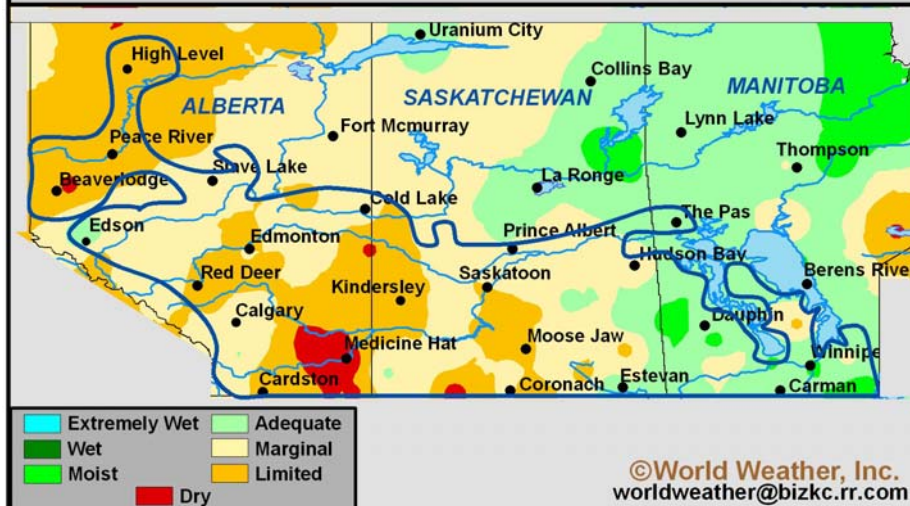 Uranium City
High Level
Collins Bay
ALBERTA
SASKATCHEWAN
MANITOBA
Fort Mcmurray
Lynn Lake
Peace River
Thompson
Beaverlodge
Slave Lake
La Ronge
Cold Lake
The Pas
Edson
Edmonton
Prince Albert
Hudson Bay
Red Deer
Kindersley
Saskatoon
Berens River
Calgary
Dauphin
Medicine Hat
Moose Jaw
Winnipe
Cardston
Coronach
Estevan
Carman
Extremely Wet
Adequate
Wet
Marginal
Moist
Limited
Dry
©World Weather, Inc.
worldweather@bizkc.rr.com